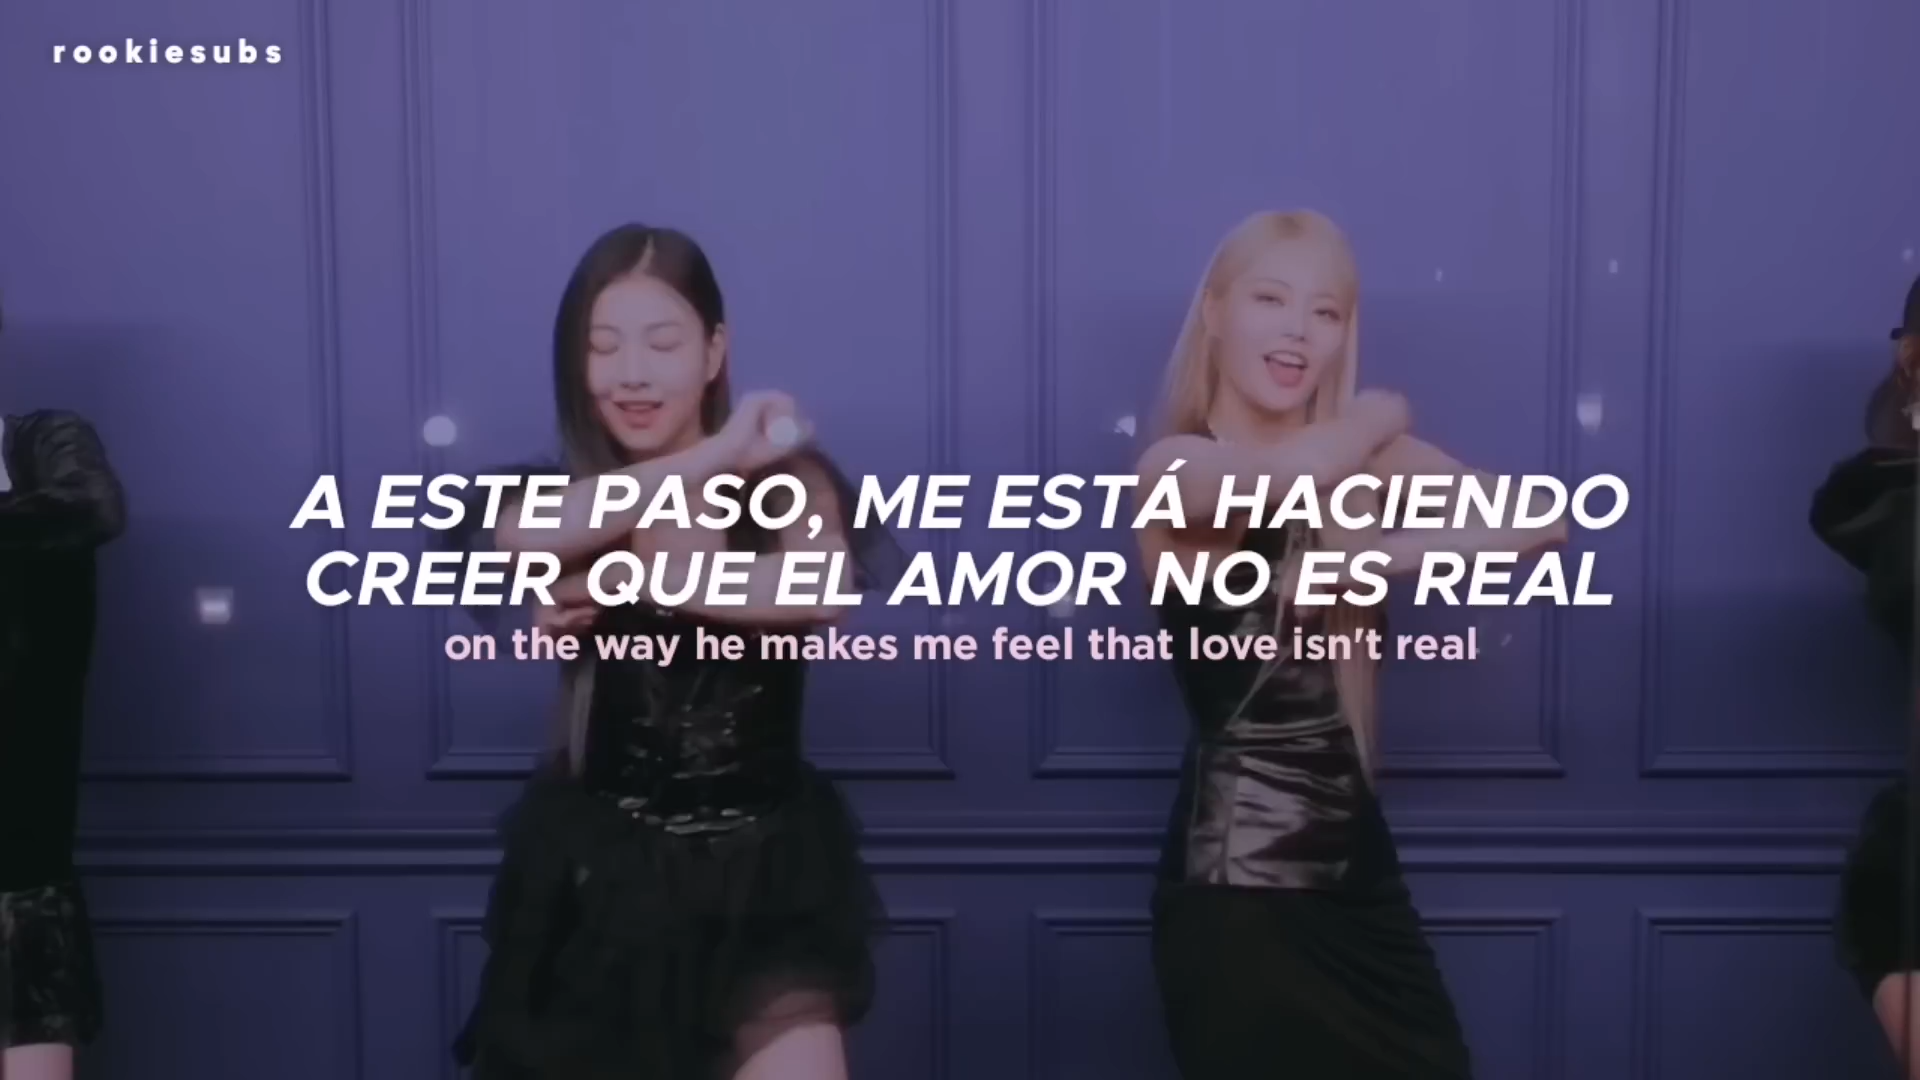 rookiesubs
A ESTE PASO, ME ESTÁ HACIENDO
CREER QUE EL AMOR NO ES REAL
on the way he makes me feel that love isn't real